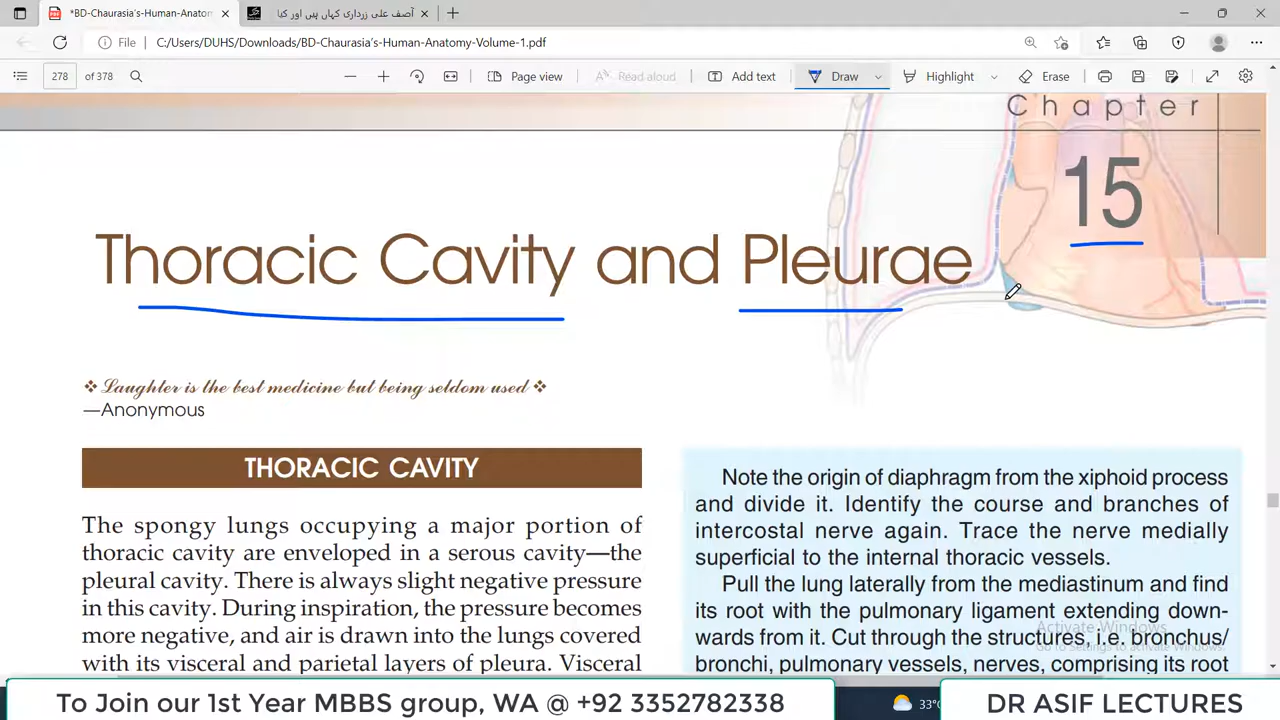 *BD-Chaurasia's-Human-Anatom
آصف علی زرداری کہاں ہیں اور کیا
File
C:/Users/DUHS/Downloads/BD-Chaurasia's-Human-Anatomy-Volume-1.pdf
278 of 378
Page view
Read aloud
Add text
Draw
Highlight
Erase
Chapter
15
Thoracic Cavity and Pleurae
❖ Laughter is the best medicine but being seldom used ❖
—Anonymous
THORACIC CAVITY
The spongy lungs occupying a major portion of
thoracic cavity are enveloped in a serous cavity—the
pleural cavity. There is always slight negative pressure
in this cavity. During inspiration, the pressure becomes
more negative, and air is drawn into the lungs covered
with its visceral and parietal layers of pleura. Visceral
Note the origin of diaphragm from the xiphoid process
and divide it. Identify the course and branches of
intercostal nerve again. Trace the nerve medially
superficial to the internal thoracic vessels.
Pull the lung laterally from the mediastinum and find
its root with the pulmonary ligament extending down-
wards from it. Cut through the structures, i.e. bronchus/
bronchi, pulmonary vessels, nerves, comprising its root
Activate Windows
Go to Settings to activate Windows.
To Join our 1st Year MBBS group, WA @ +92 3352782338
33°
DR ASIF LECTURES